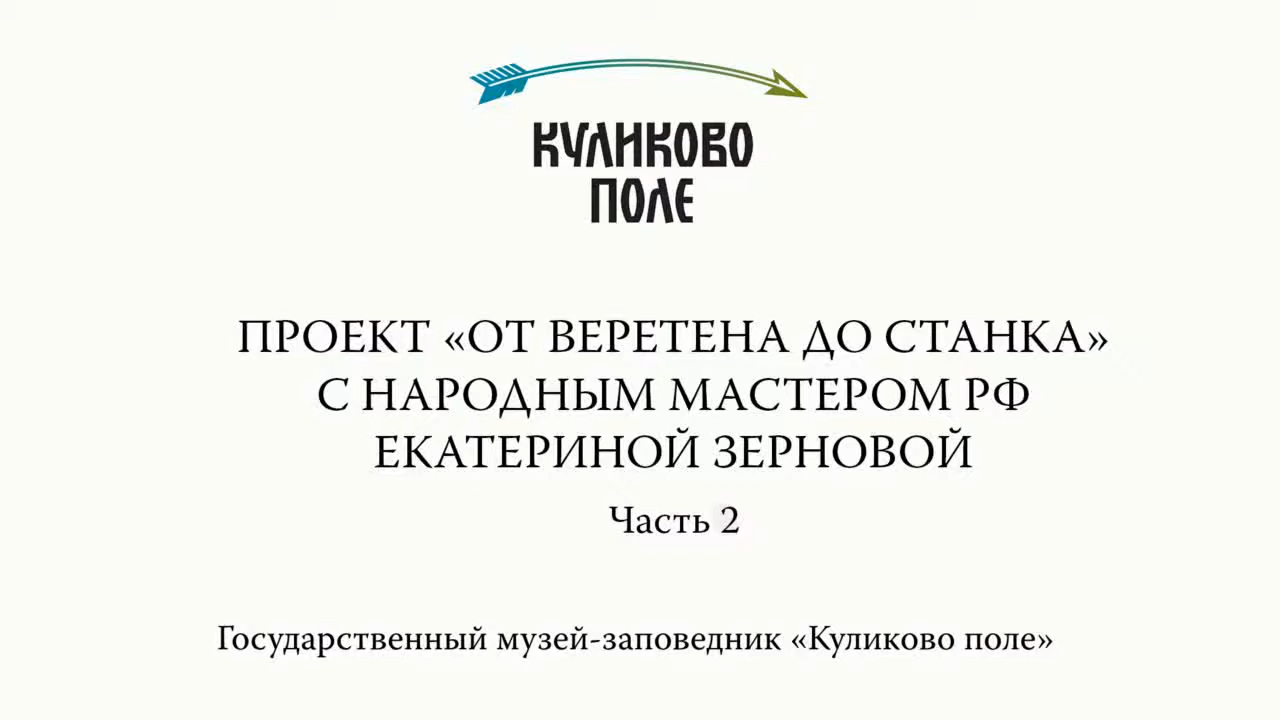 КУЛИКОВО
ПОЛЕ
ПРОЕКТ «ОТ ВЕРЕТЕНА ДО СТАНКА»
С НАРОДНЫМ МАСТЕРОМ РФ
ЕКАТЕРИНОЙ ЗЕРНОВОЙ
Часть 2
Государственный музей-заповедник «Куликово поле»